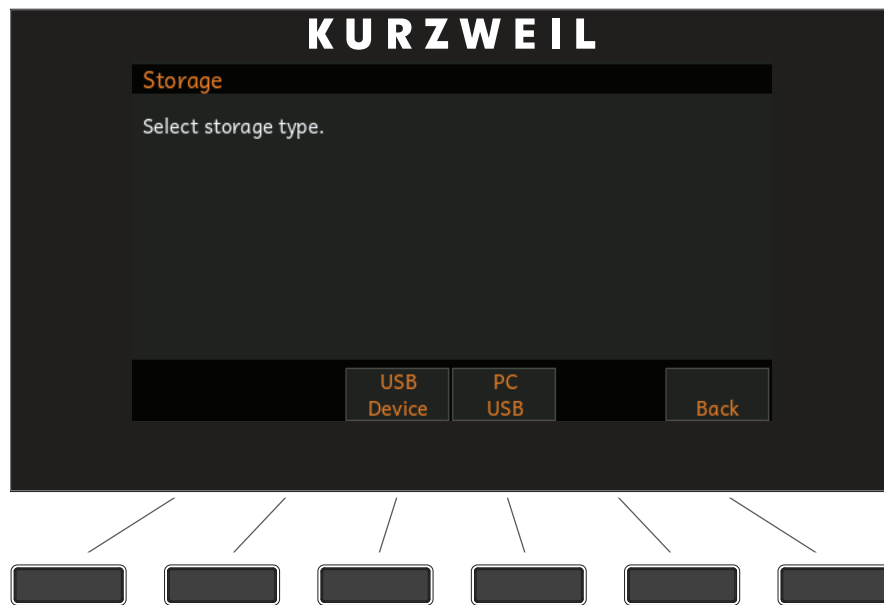 KURZWEIL
Storage
Select storage type.
USB
Device
PC
USB
Back